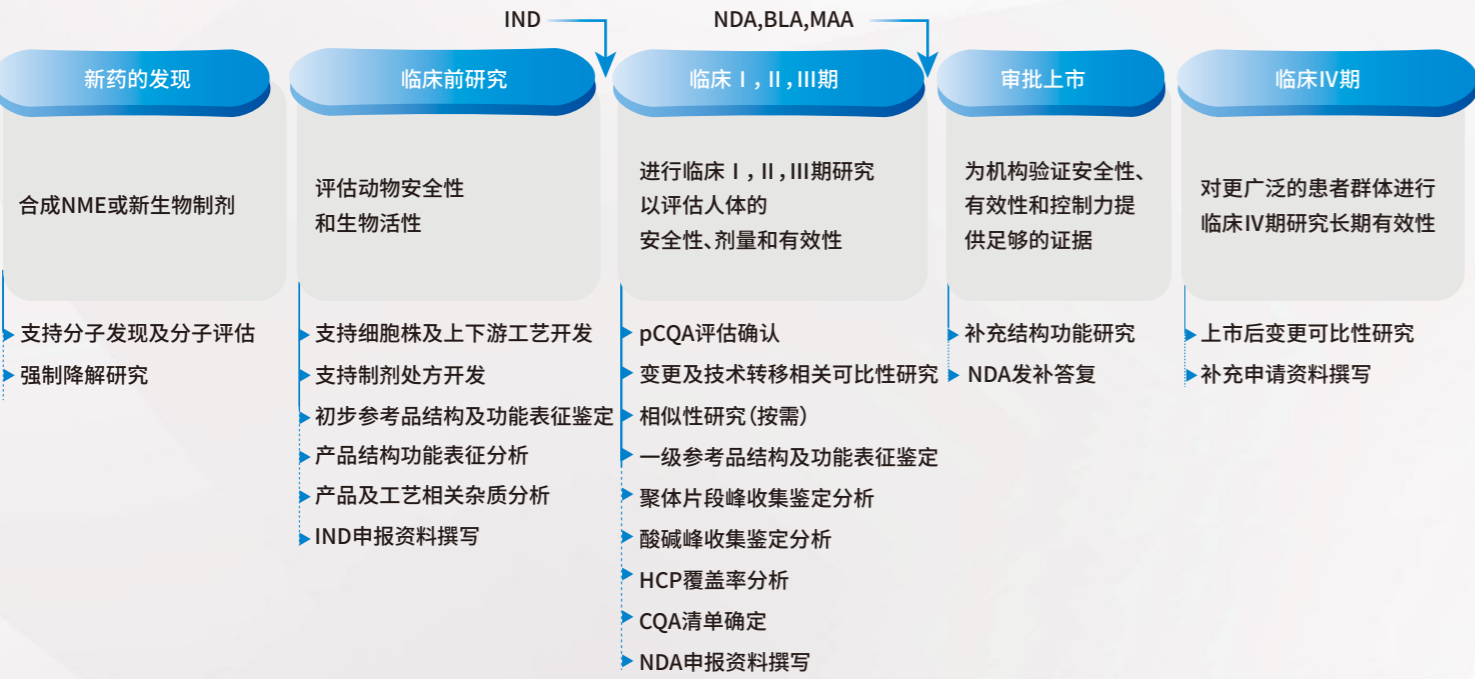 IND
NDA,BLA,MAA
新药的发现
合成NME或新生物制剂
支持分子发现及分子评估
强制降解研究
临床前研究
评估动物安全性
和生物活性
支持细胞株及上下游工艺开发
支持制剂处方开发
初步参考品结构及功能表征鉴定
产品结构功能表征分析
产品及工艺相关杂质分析
IND申报资料撰写
临床Ⅰ,Ⅱ,Ⅲ期
进行临床Ⅰ,Ⅱ,Ⅲ期研究
以评估人体的
安全性、剂量和有效性
pCQA评估确认
变更及技术转移相关可比性研究
相似性研究(按需)
一级参考品结构及功能表征鉴定
聚体片段峰收集鉴定分析
酸碱峰收集鉴定分析
HCP覆盖率分析
CQA清单确定
NDA申报资料撰写
审批上市
为机构验证安全性、
有效性和控制力提
供足够的证据
补充结构功能研究
NDA发补答复
临床Ⅳ期
对更广泛的患者群体进行
临床Ⅳ期研究长期有效性
上市后变更可比性研究
补充申请资料撰写